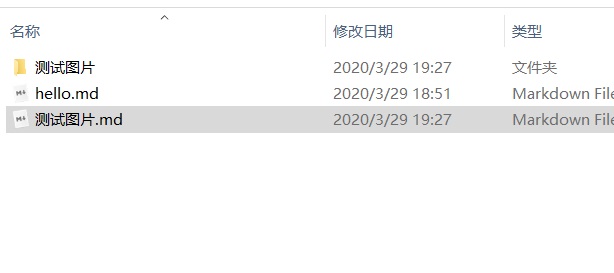 名称 修改日期 类型
测试图片 2020/3/29 19:27 文件夹
hello.md 2020/3/29 18:51 Markdown File
测试图片.md 2020/3/29 19:27 Markdown File